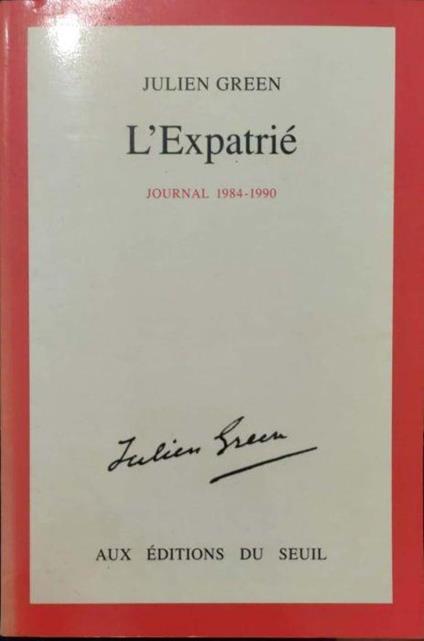 JULIEN GREEN
L'Expatrié
JOURNAL 1984-1990
Julien Green
AUX ÉDITIONS DU SEUIL